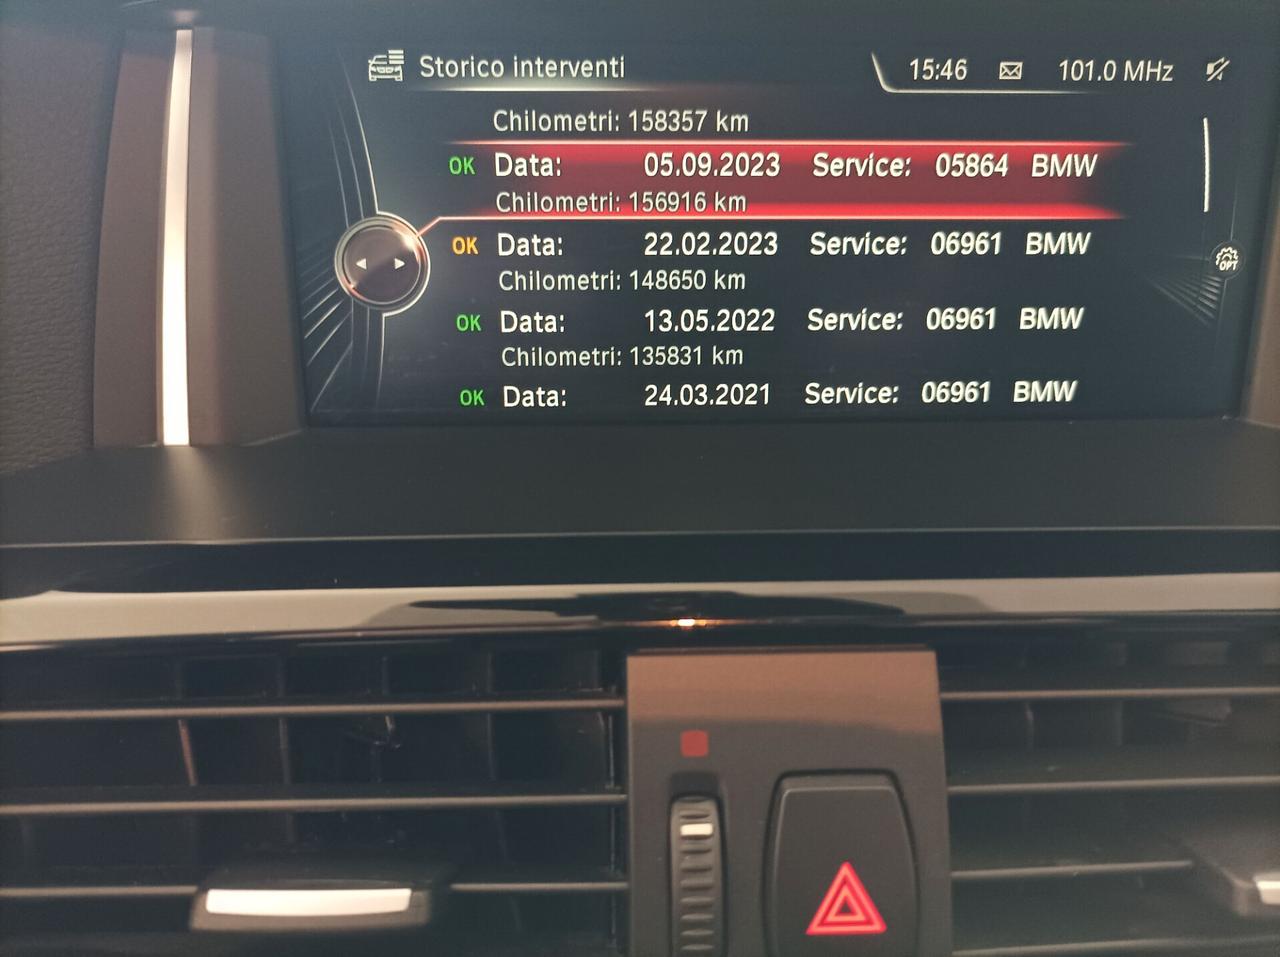 Storico interventi 15:46 101.0 MHz
Chilometri: 158357 km
OK Data: 05.09.2023 Service: 05864 BMW
Chilometri: 156916 km
OK Data: 22.02.2023 Service: 06961 BMW
Chilometri: 148650 km
OK Data: 13.05.2022 Service: 06961 BMW
Chilometri: 135831 km
OK Data: 24.03.2021 Service: 06961 BMW
OPT